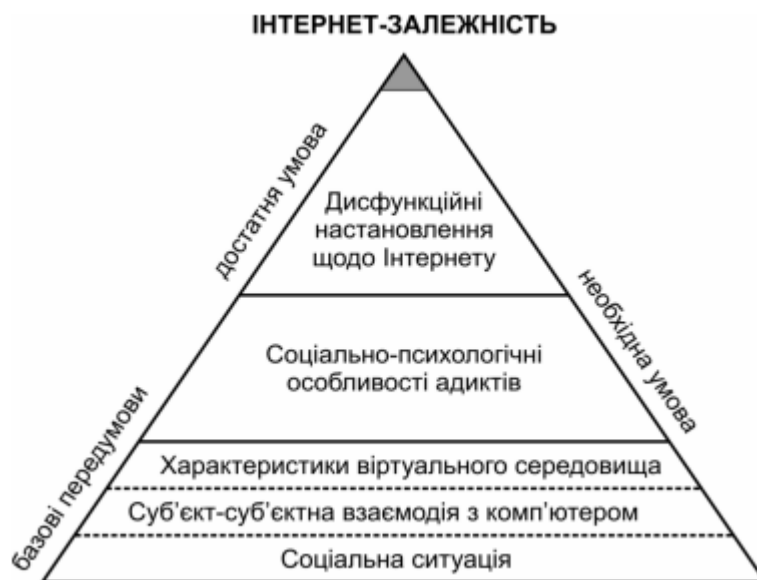 ІНТЕРНЕТ-ЗАЛЕЖНІСТЬ
достатня умова
Дисфункційні
настановлення
щодо Інтернету
необхідна умова
Соціально-психологічні
особливості адиктів
базові передумови
Характеристики віртуального середовища
Суб’єкт-суб’єктна взаємодія з комп’ютером
Соціальна ситуація